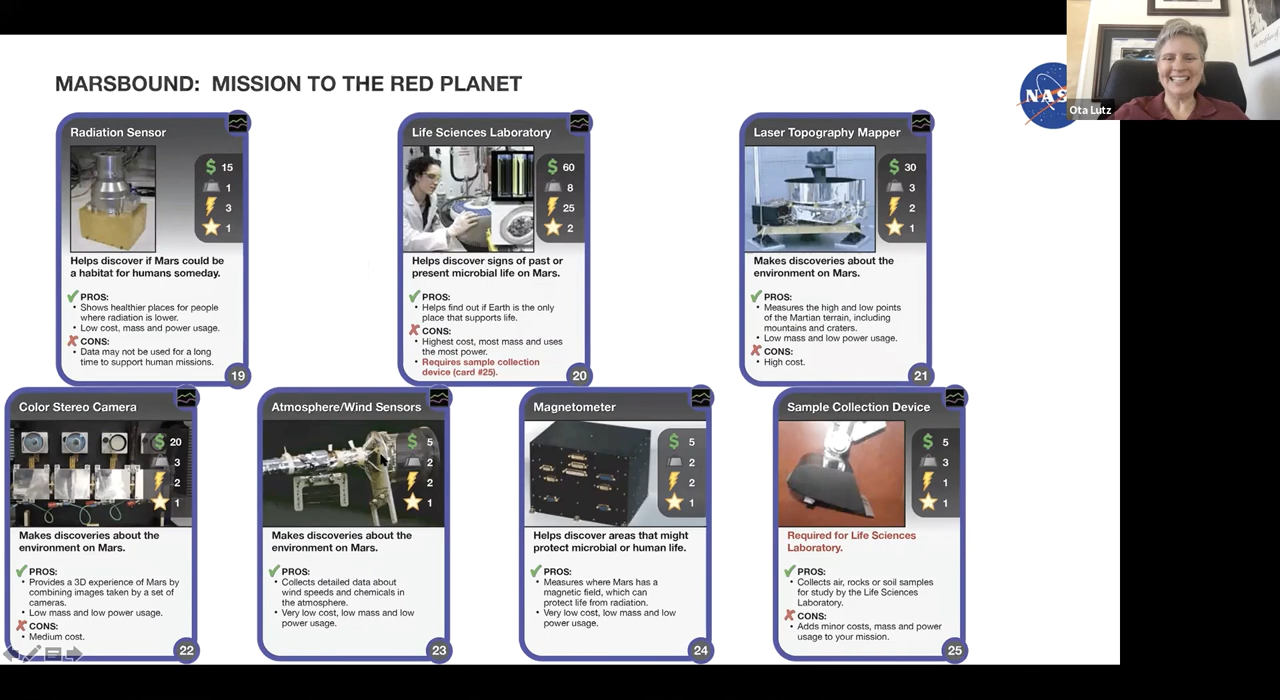 MARSBOUND: MISSION TO THE RED PLANET
NAS
Ota Lutz
Radiation Sensor
$ 15
1
3
1
Helps discover if Mars could be
a habitat for humans someday.
PROS:
• Shows healthier places for people
where radiation is lower.
• Low cost, mass and power usage.
CONS:
• Data may not be used for a long
time to support human missions.
19
Life Sciences Laboratory
$ 60
8
25
2
Helps discover signs of past or
present microbial life on Mars.
PROS:
• Helps find out if Earth is the only
place that supports life.
CONS:
• Highest cost, most mass and uses
the most power.
• Requires sample collection
device (card #25).
20
Laser Topography Mapper
$ 30
3
2
1
Makes discoveries about the
environment on Mars.
PROS:
• Measures the high and low points
of the Martian terrain, including
mountains and craters.
• Low mass and low power usage.
CONS:
• High cost.
21
Color Stereo Camera
$ 20
3
2
1
Makes discoveries about the
environment on Mars.
PROS:
• Provides a 3D experience of Mars by
combining images taken by a set of
cameras.
• Low mass and low power usage.
CONS:
• Medium cost.
22
Atmosphere/Wind Sensors
$ 5
2
2
1
Makes discoveries about the
environment on Mars.
PROS:
• Collects detailed data about
wind speeds and chemicals in
the atmosphere.
• Very low cost, low mass and low
power usage.
23
Magnetometer
$ 5
2
2
1
Helps discover areas that might
protect microbial or human life.
PROS:
• Measures where Mars has a
magnetic field, which can
protect life from radiation.
• Very low cost, low mass and low
power usage.
24
Sample Collection Device
$ 5
3
1
1
Required for Life Sciences
Laboratory.
PROS:
• Collects air, rocks or soil samples
for study by the Life Sciences
Laboratory.
CONS:
• Adds minor costs, mass and power
usage to your mission.
25